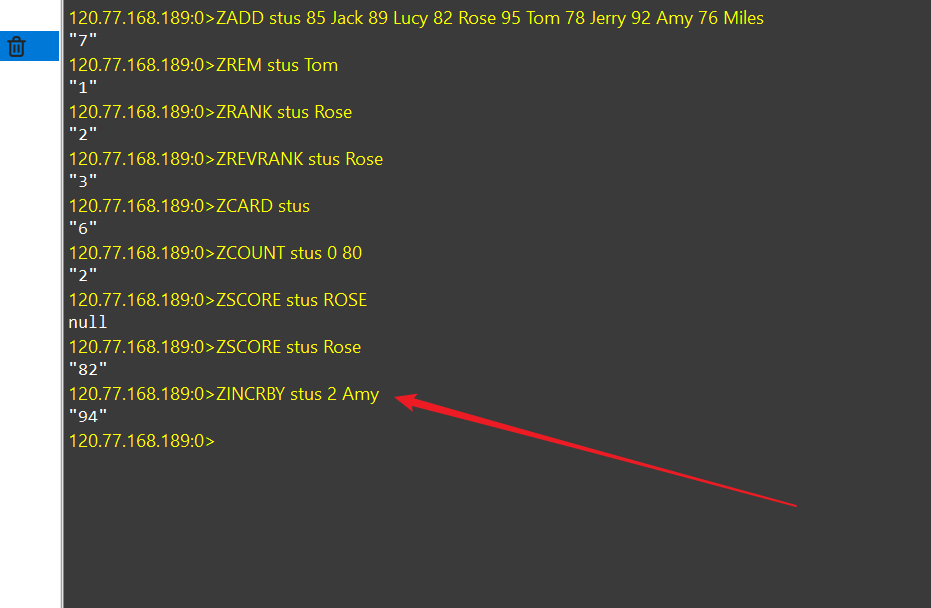 120.77.168.189:0>ZADD stus 85 Jack 89 Lucy 82 Rose 95 Tom 78 Jerry 92 Amy 76 Miles
"7"
120.77.168.189:0>ZREM stus Tom
"1"
120.77.168.189:0>ZRANK stus Rose
"2"
120.77.168.189:0>ZREVRANK stus Rose
"3"
120.77.168.189:0>ZCARD stus
"6"
120.77.168.189:0>ZCOUNT stus 0 80
"2"
120.77.168.189:0>ZSCORE stus ROSE
null
120.77.168.189:0>ZSCORE stus Rose
"82"
120.77.168.189:0>ZINCRBY stus 2 Amy
"94"
120.77.168.189:0>